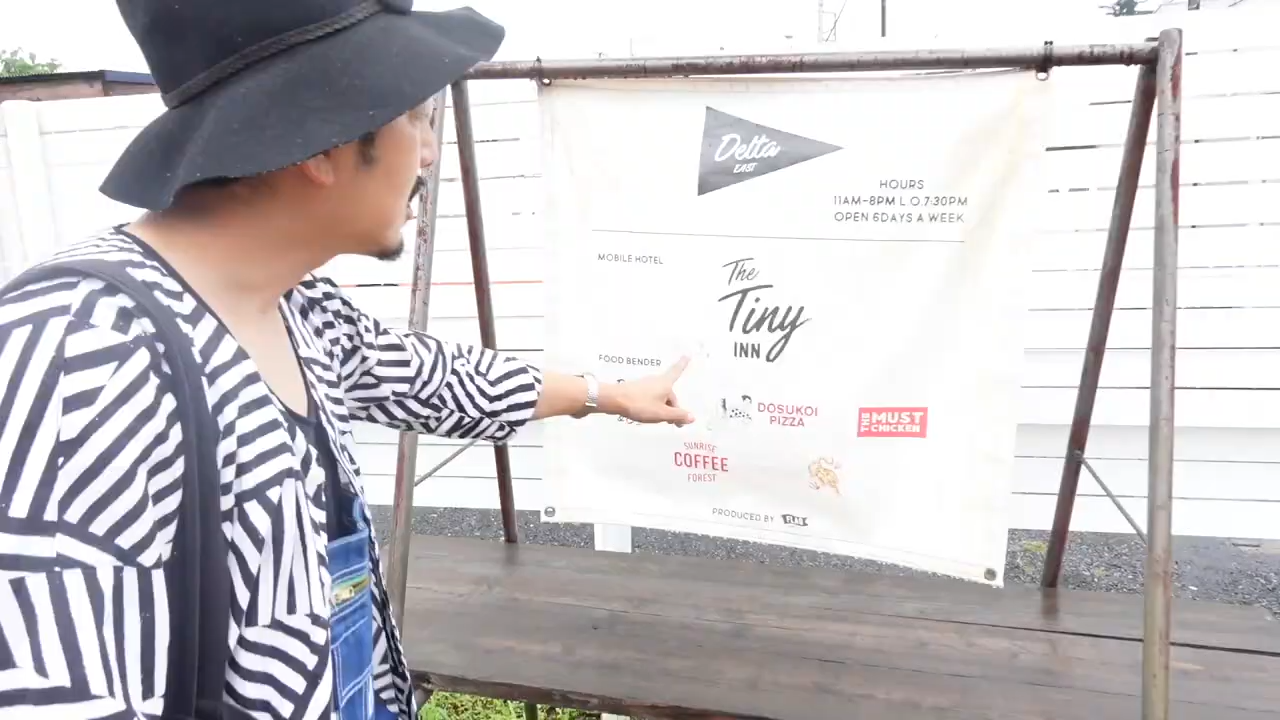 Delta
EAST
HOURS
11AM-8PM L.O.7:30PM
OPEN 6DAYS A WEEK
MOBILE HOTEL
The
Tiny
INN
FOOD BENDER
DOSUKOI
PIZZA
THE MUST
CHICKEN
SUNRISE
COFFEE
FOREST
PRODUCED BY FLAG